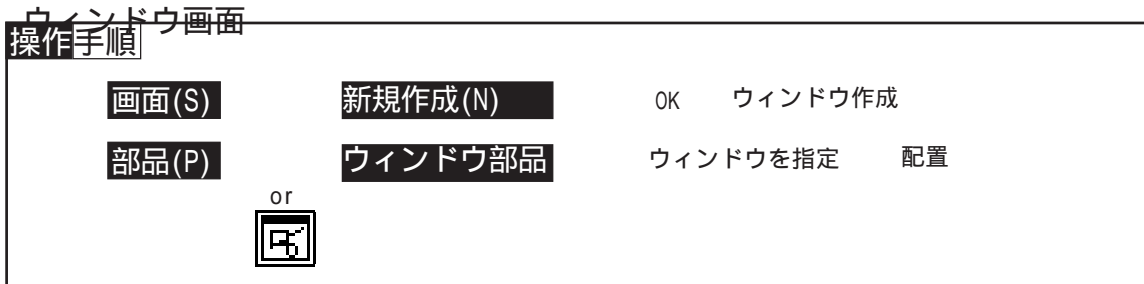 ウィンドウ画面
操作手順
画面(S) 新規作成(N) OK ウィンドウ作成
部品(P) ウィンドウ部品 ウィンドウを指定 配置
or